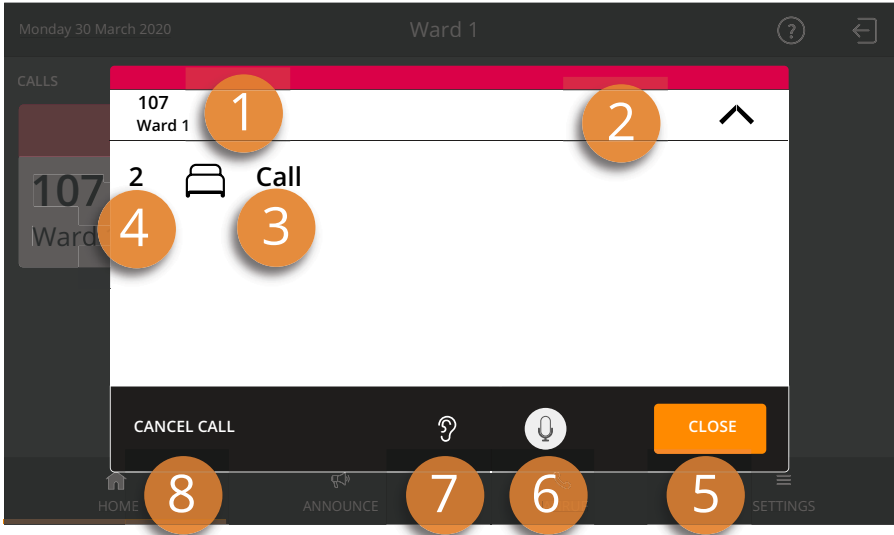 Monday 30 March 2020
Ward 1
?
CALLS
107
Ward 1
1
2
107
Ward
2
Call
4
3
CANCEL CALL
CLOSE
HOME
8
ANNOUNCE
7
6
5
SETTINGS